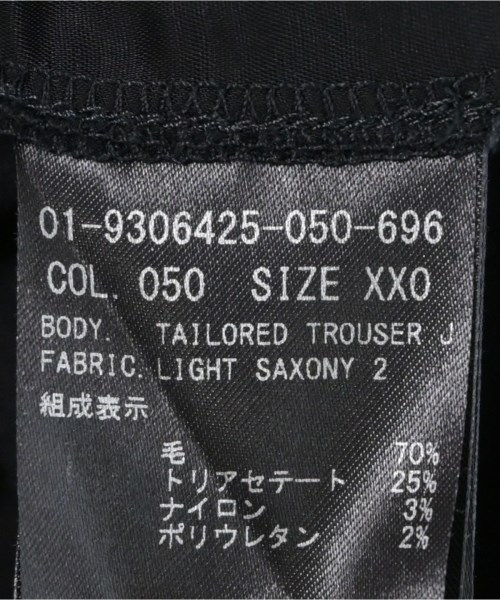 01-9306425-050-696
COL. 050 SIZE XXO
BODY. TAILORED TROUSER J
FABRIC. LIGHT SAXONY 2
組成表示
毛 70%
トリアセテート 25%
ナイロン 3%
ポリウレタン 2%